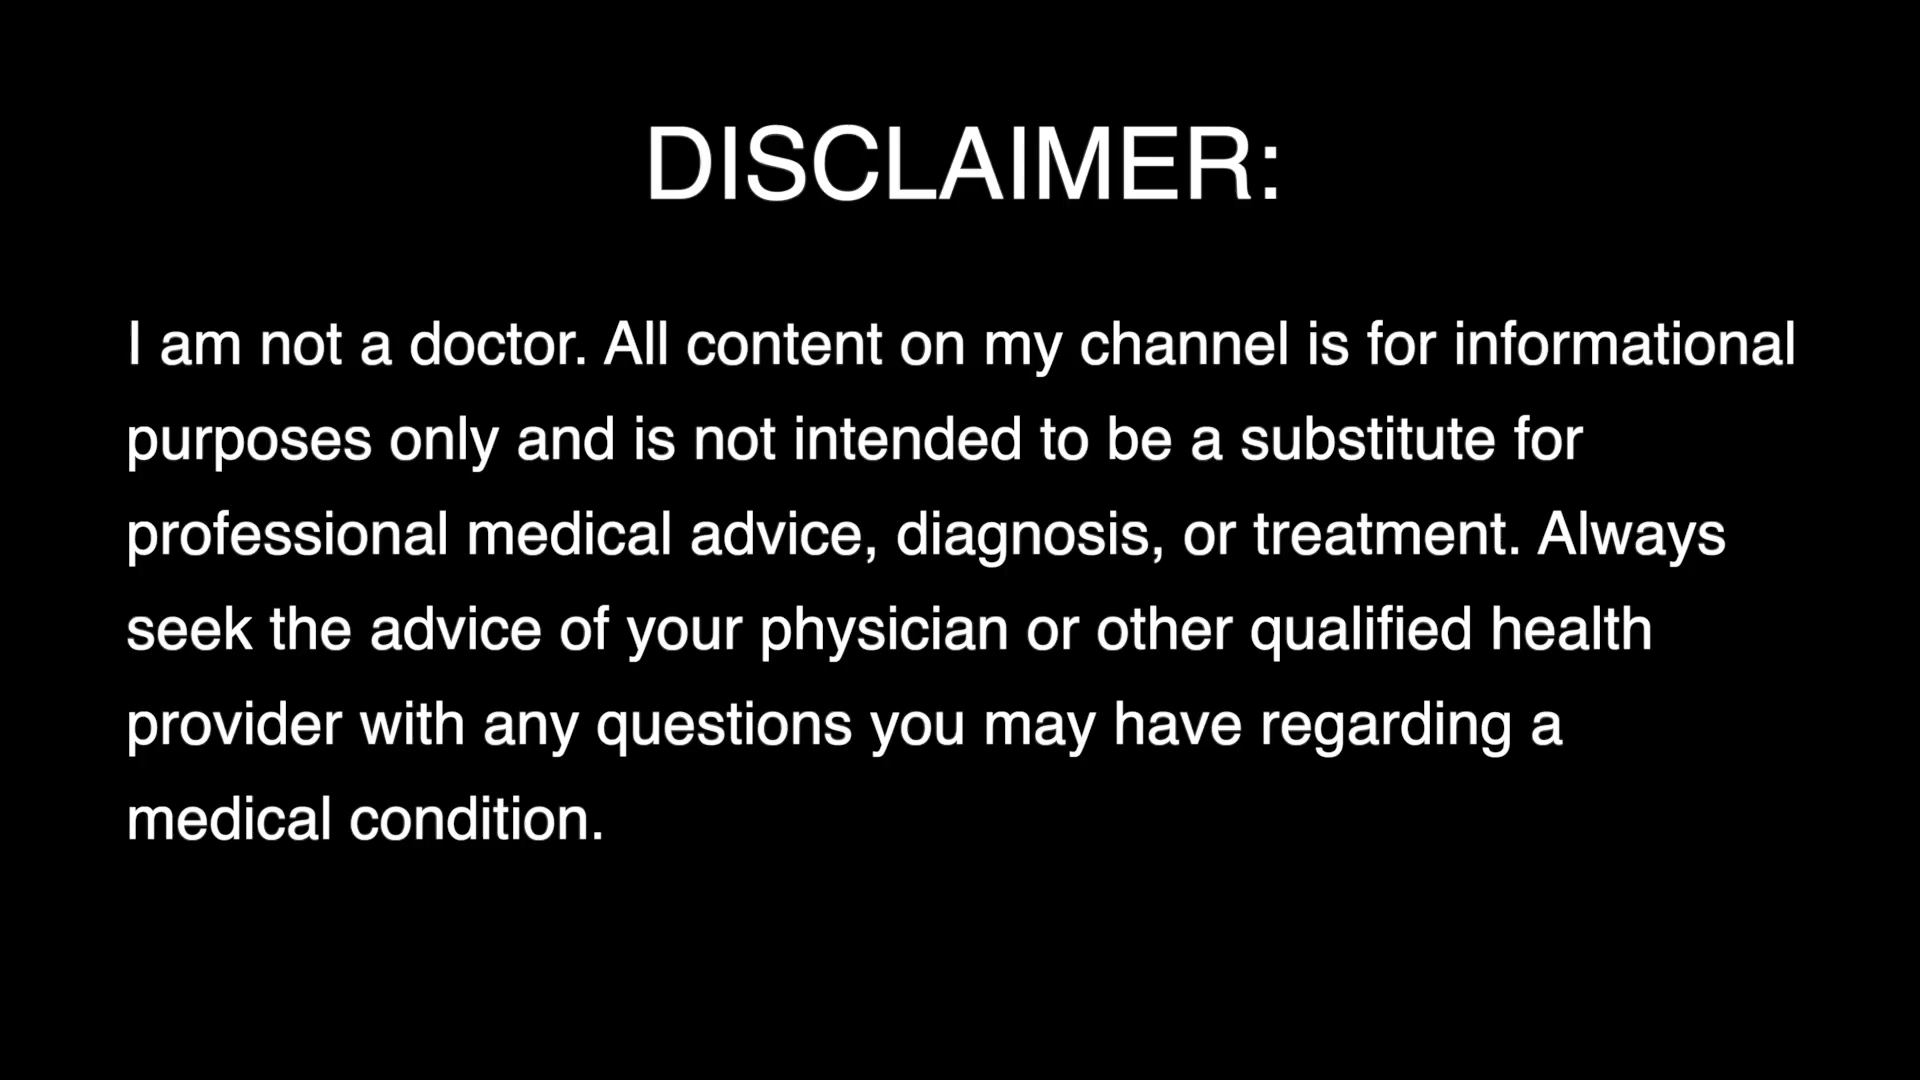 DISCLAIMER:
I am not a doctor. All content on my channel is for informational
purposes only and is not intended to be a substitute for
professional medical advice, diagnosis, or treatment. Always
seek the advice of your physician or other qualified health
provider with any questions you may have regarding a
medical condition.